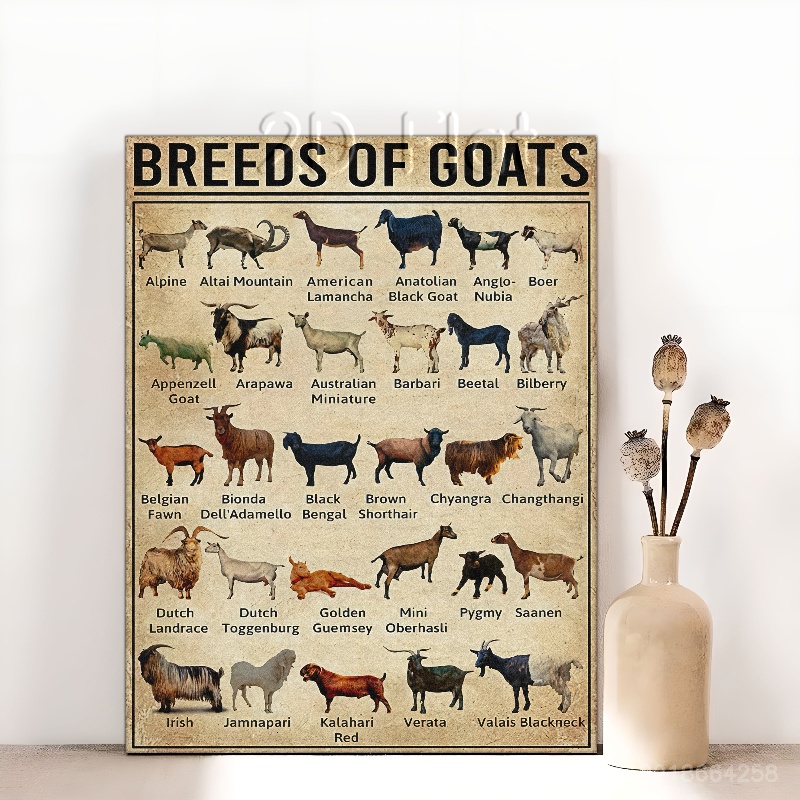 2D Flat
BREEDS OF GOATS
Alpine
Altai Mountain
American
Lamancha
Anatolian
Black Goat
Anglo-
Nubia
Boer
Appenzell
Goat
Arapawa
Australian
Miniature
Barbari
Beetal
Bilberry
Belgian
Fawn
Bionda
Dell'Adamello
Black
Bengal
Brown
Shorthair
Chyangra
Changthangi
Dutch
Landrace
Dutch
Toggenburg
Golden
Guemsey
Mini
Oberhasli
Pygmy
Saanen
Irish
Jamnapari
Kalahari
Red
Verata
Valais Blackneck